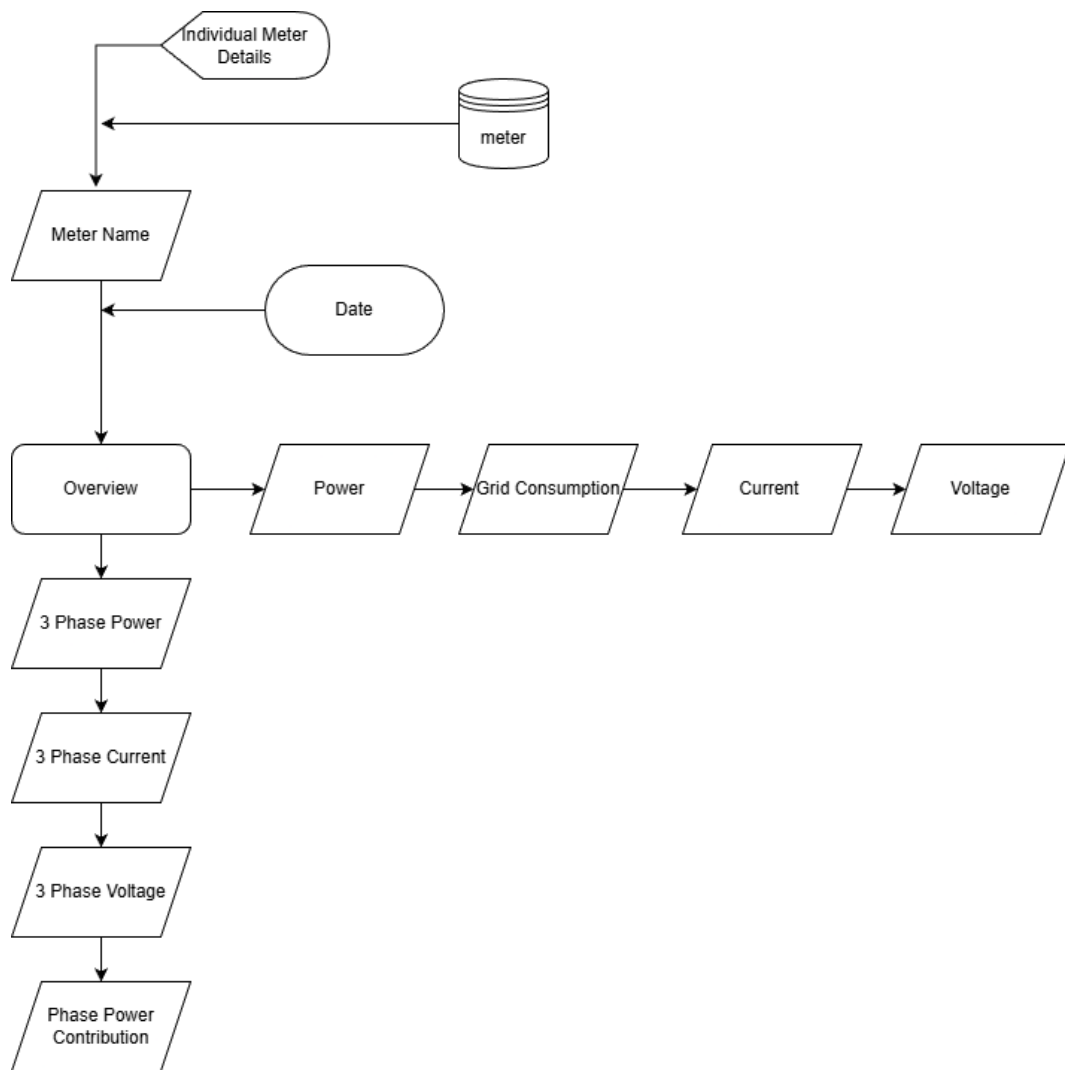 Individual Meter
Details
meter
Meter Name
Date
Overview
Power
Grid Consumption
Current
Voltage
3 Phase Power
3 Phase Current
3 Phase Voltage
Phase Power
Contribution